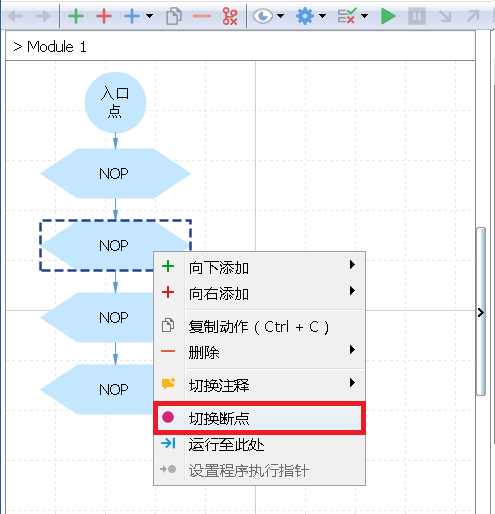 > Module 1
入口
点
NOP
NOP
NOP
NOP
向下添加
向右添加
复制动作 ( Ctrl + C )
删除
切换注释
切换断点
运行至此处
设置程序执行指针